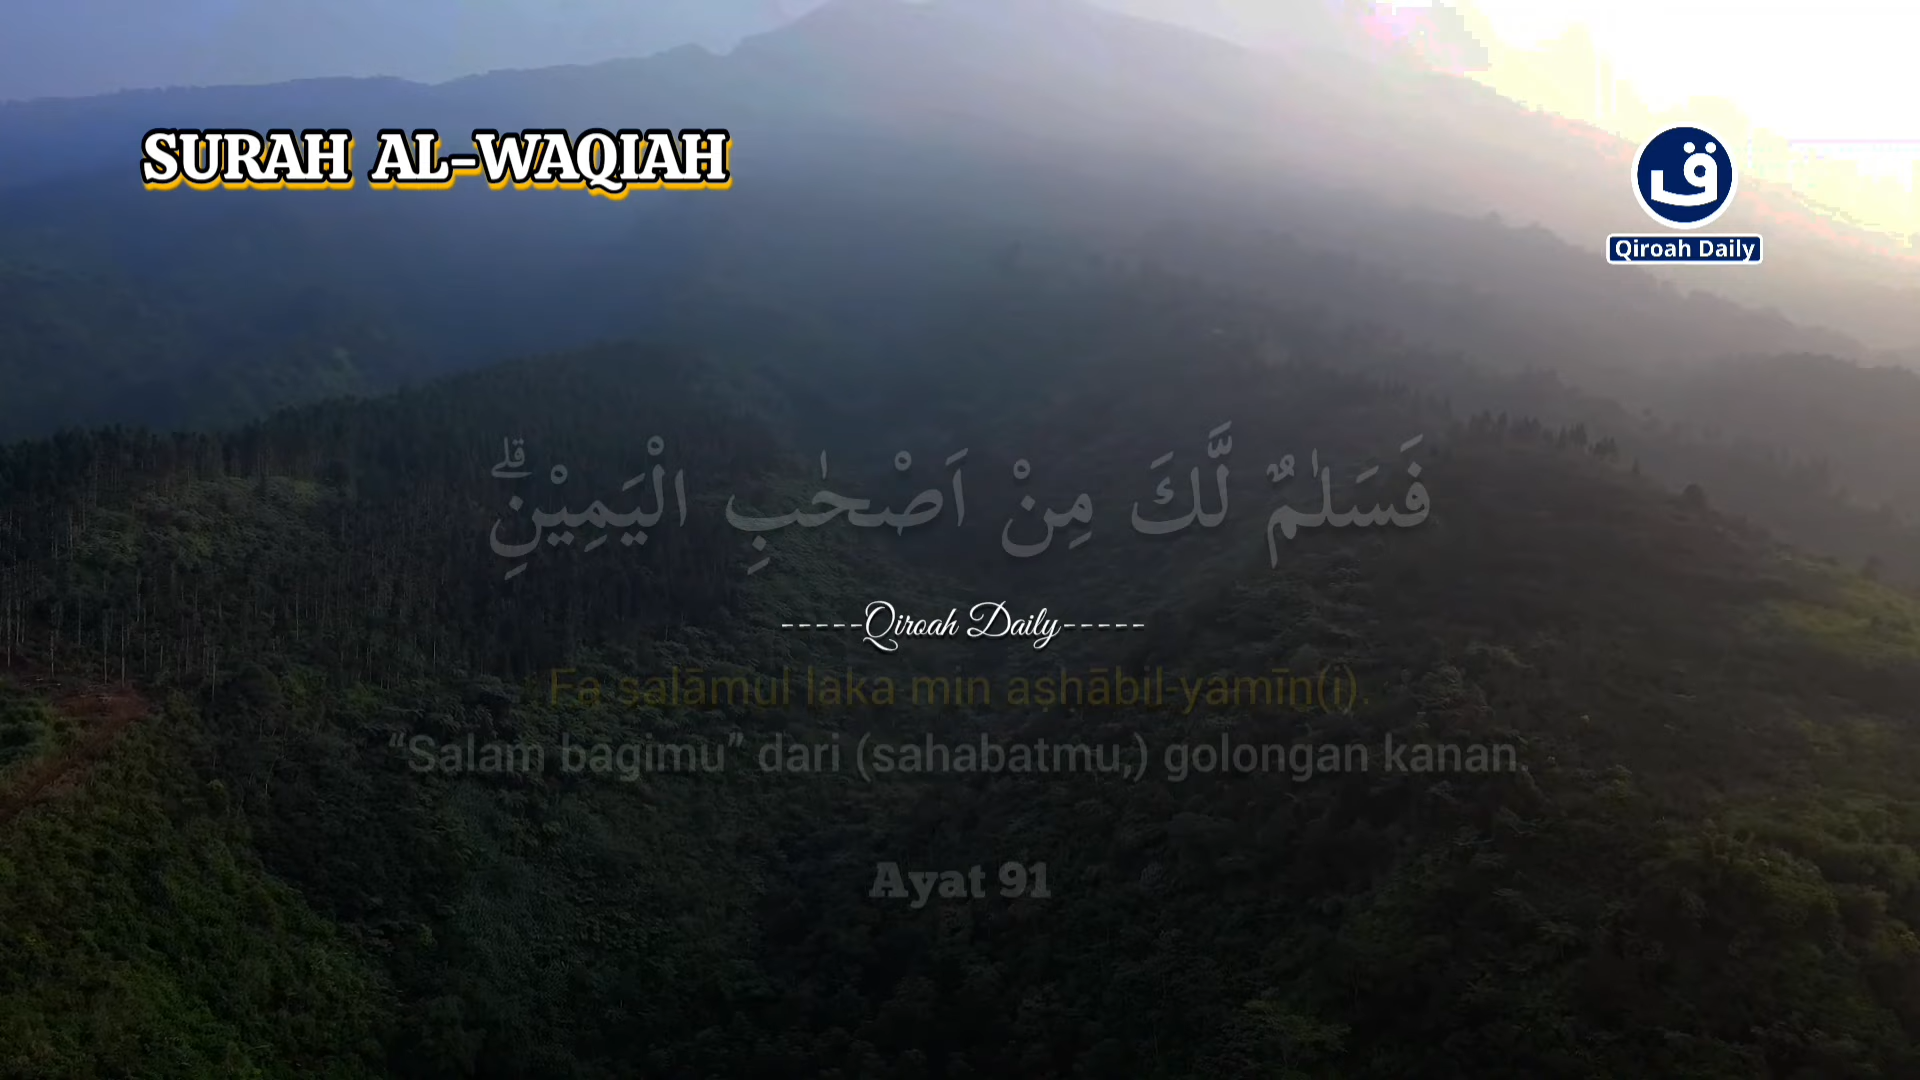 SURAH AL-WAQIAH
ق
Qiroah Daily
فَسَلٰمٌ لَّكَ مِنْ اَصْحٰبِ الْيَمِيْنِۗ
-----Qiroah Daily-----
Fa salāmul laka min aṣḥābil-yamīn(i).
“Salam bagimu” dari (sahabatmu,) golongan kanan.
Ayat 91